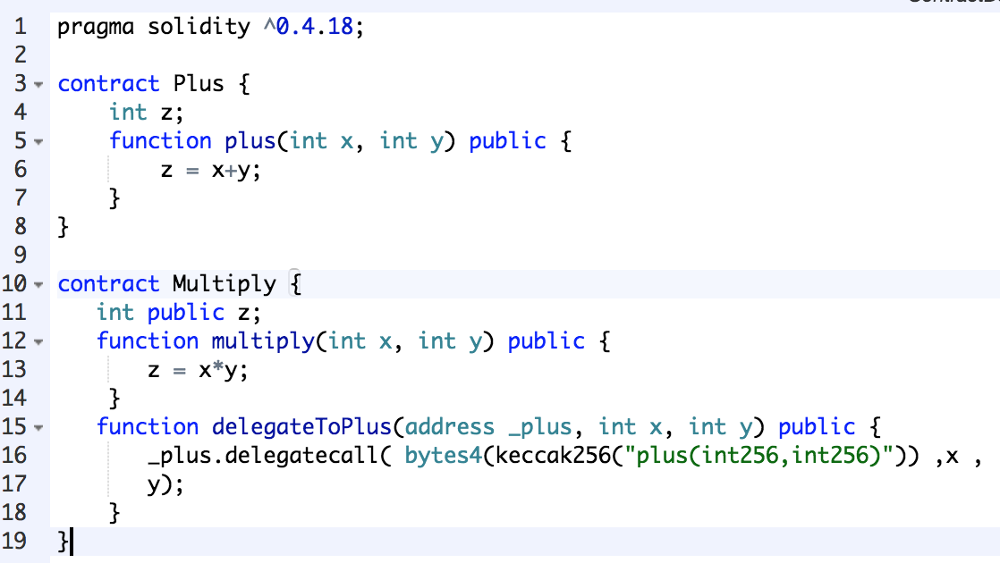 1 pragma solidity ^0.4.18;
2
3 contract Plus {
4     int z;
5     function plus(int x, int y) public {
6         z = x+y;
7     }
8 }
9
10 contract Multiply {
11    int public z;
12    function multiply(int x, int y) public {
13        z = x*y;
14     }
15    function delegateToPlus(address _plus, int x, int y) public {
16        _plus.delegatecall( bytes4(keccak256("plus(int256,int256)")) ,x ,
17        y);
18     }
19 }